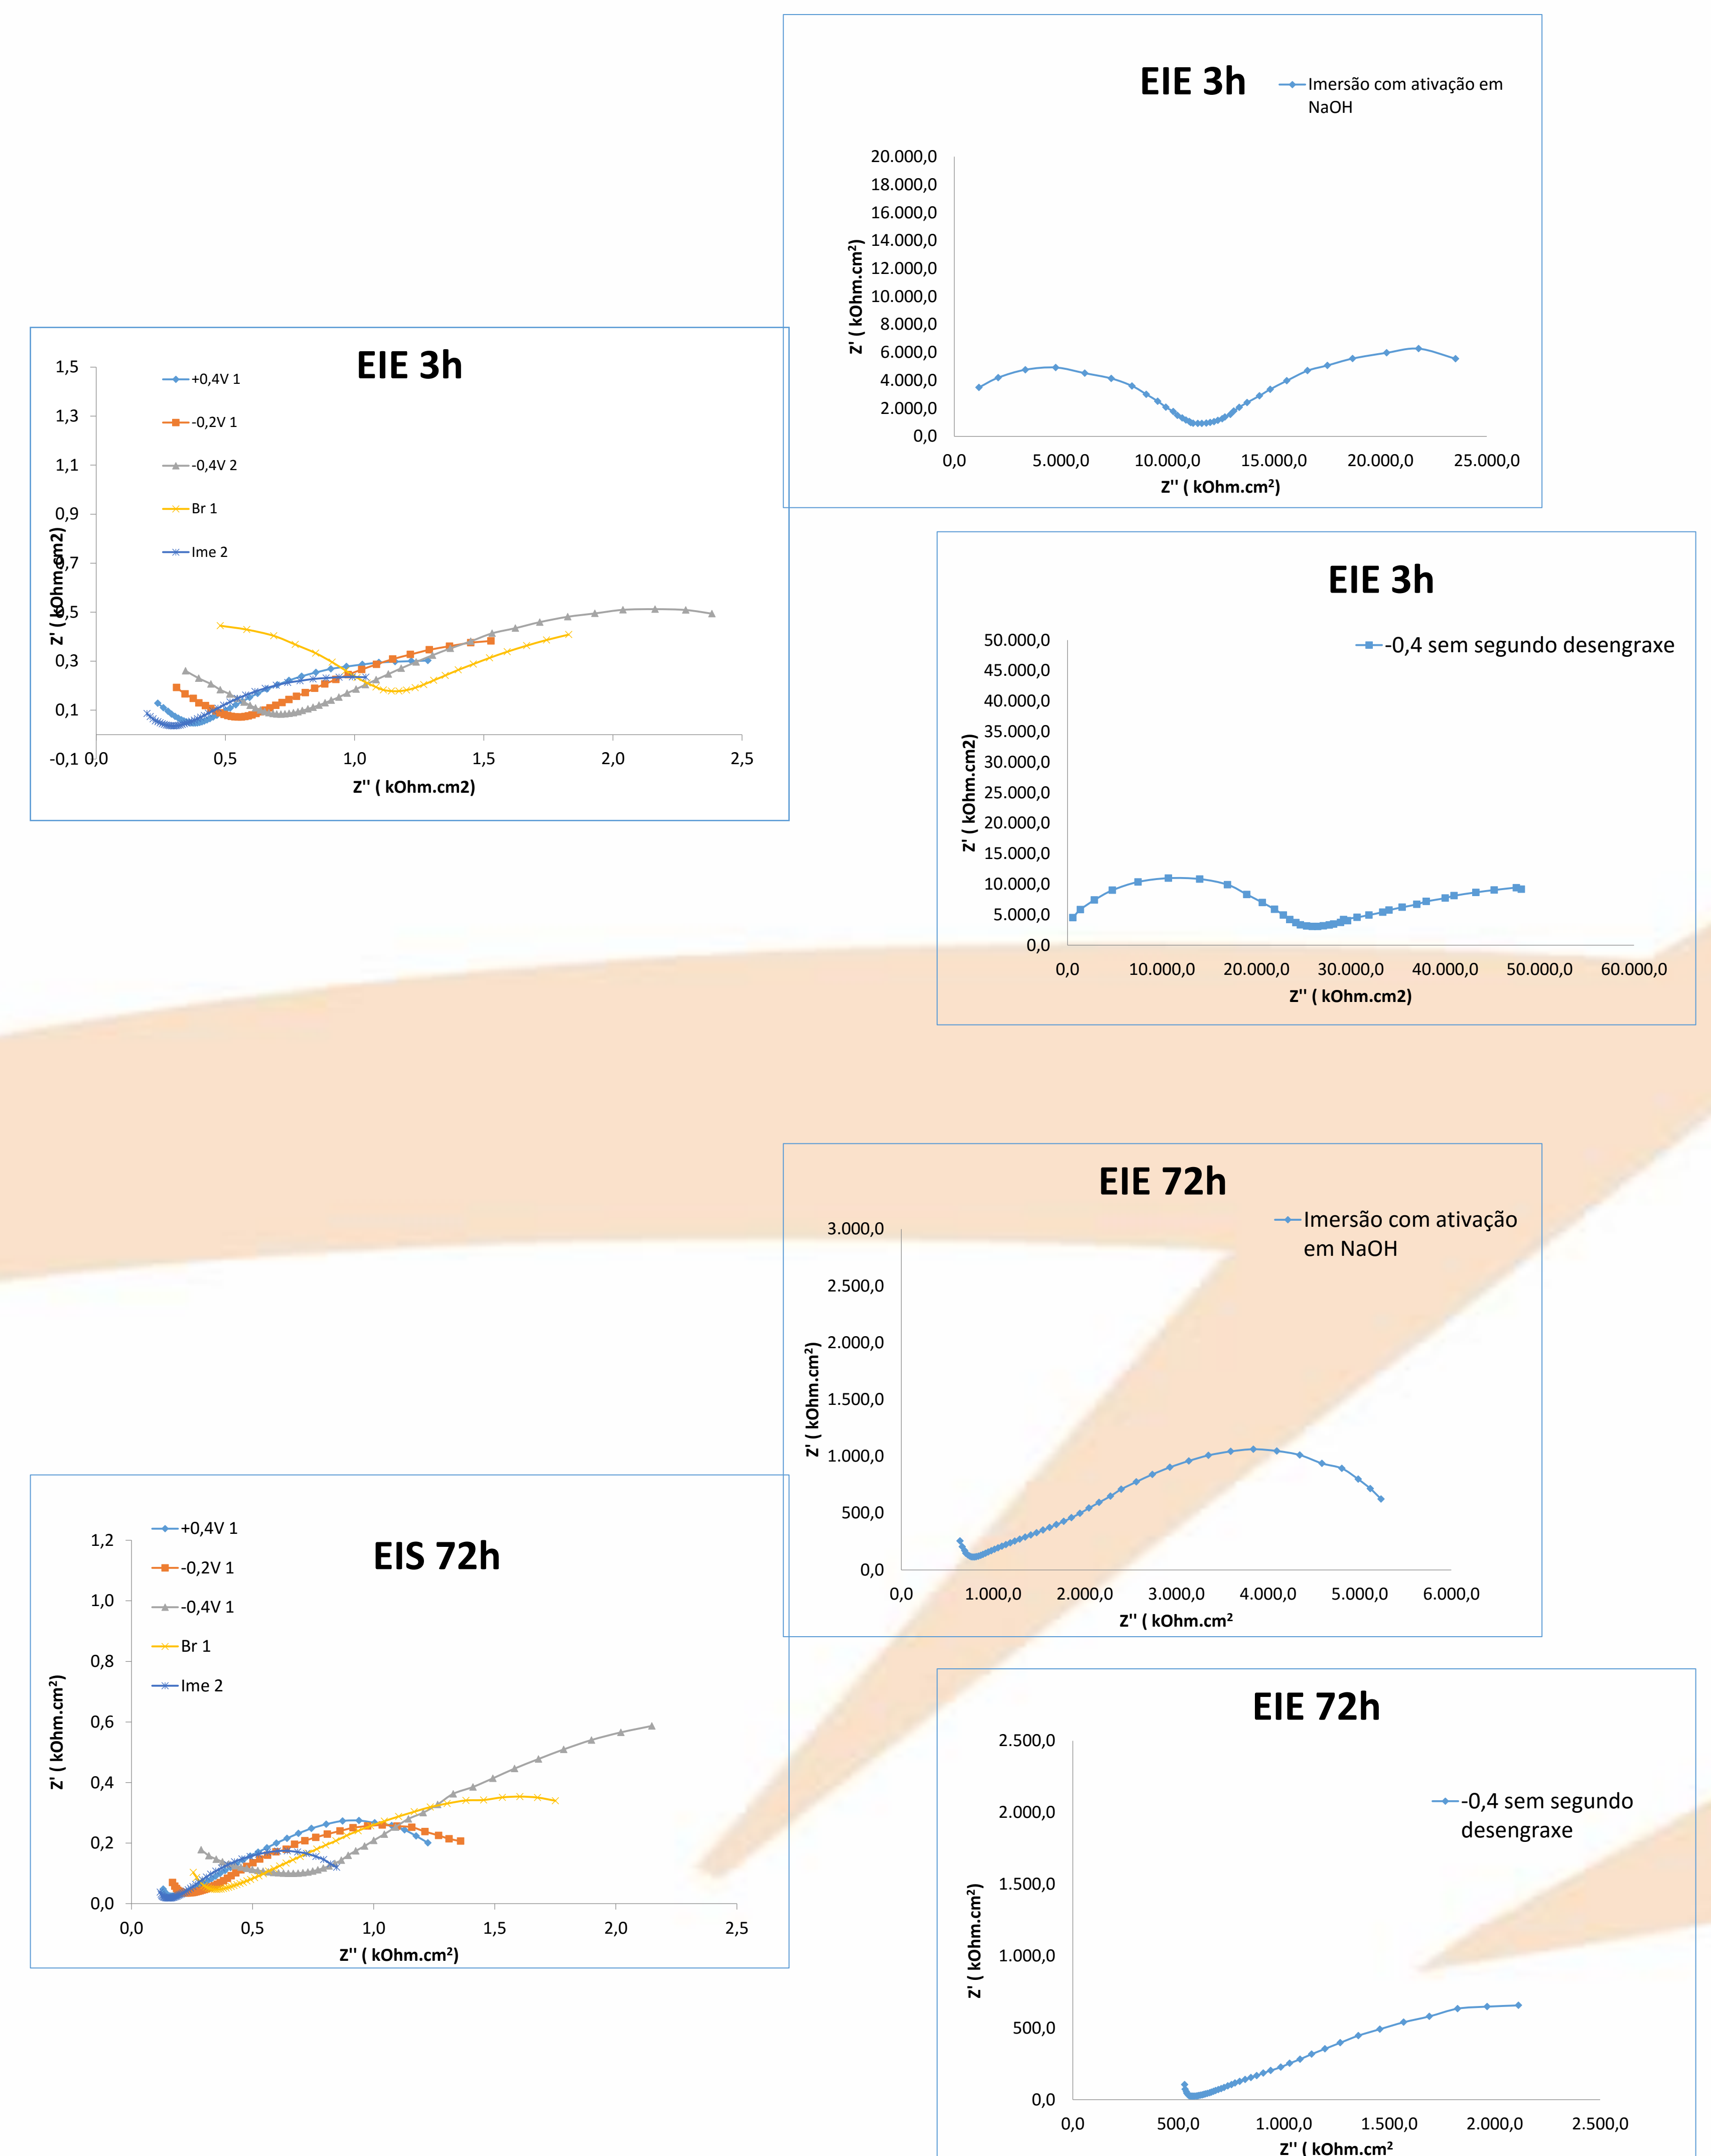 EIE 3h
Imersão com ativação em
NaOH
20.000,0
18.000,0
16.000,0
14.000,0
12.000,0
10.000,0
8.000,0
6.000,0
4.000,0
2.000,0
0,0
Z' ( kOhm.cm²)
0,0 5.000,0 10.000,0 15.000,0 20.000,0 25.000,0
Z'' ( kOhm.cm²)
EIE 3h
+0,4V 1
-0,2V 1
-0,4V 2
Br 1
Ime 2
1,5
1,3
1,1
0,9
0,7
0,5
0,3
0,1
-0,1
Z' ( kOhm.cm2)
0,0 0,5 1,0 1,5 2,0 2,5
Z'' ( kOhm.cm2)
EIE 3h
-0,4 sem segundo desengraxe
50.000,0
45.000,0
40.000,0
35.000,0
30.000,0
25.000,0
20.000,0
15.000,0
10.000,0
5.000,0
0,0
Z' ( kOhm.cm2)
0,0 10.000,0 20.000,0 30.000,0 40.000,0 50.000,0 60.000,0
Z'' ( kOhm.cm2)
EIE 72h
Imersão com ativação
em NaOH
3.000,0
2.500,0
2.000,0
1.500,0
1.000,0
500,0
0,0
Z' ( kOhm.cm²)
0,0 1.000,0 2.000,0 3.000,0 4.000,0 5.000,0 6.000,0
Z'' ( kOhm.cm²
EIS 72h
+0,4V 1
-0,2V 1
-0,4V 1
Br 1
Ime 2
1,2
1,0
0,8
0,6
0,4
0,2
0,0
Z' ( kOhm.cm²)
0,0 0,5 1,0 1,5 2,0 2,5
Z'' ( kOhm.cm²)
EIE 72h
-0,4 sem segundo
desengraxe
2.500,0
2.000,0
1.500,0
1.000,0
500,0
0,0
Z' ( kOhm.cm²)
0,0 500,0 1.000,0 1.500,0 2.000,0 2.500,0
Z'' ( kOhm.cm²